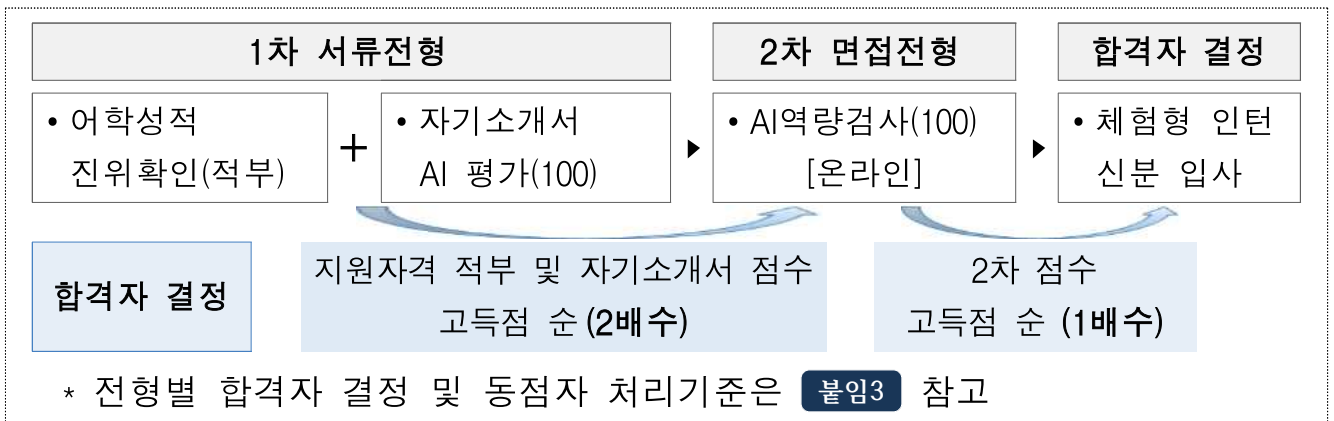 1차 서류전형
2차 면접전형
합격자 결정
• 어학성적
진위확인(적부)
+
• 자기소개서
AI 평가(100)
▶
• AI역량검사(100)
[온라인]
▶
• 체험형 인턴
신분 입사
합격자 결정
지원자격 적부 및 자기소개서 점수
고득점 순 (2배수)
2차 점수
고득점 순 (1배수)
* 전형별 합격자 결정 및 동점자 처리기준은 붙임3 참고